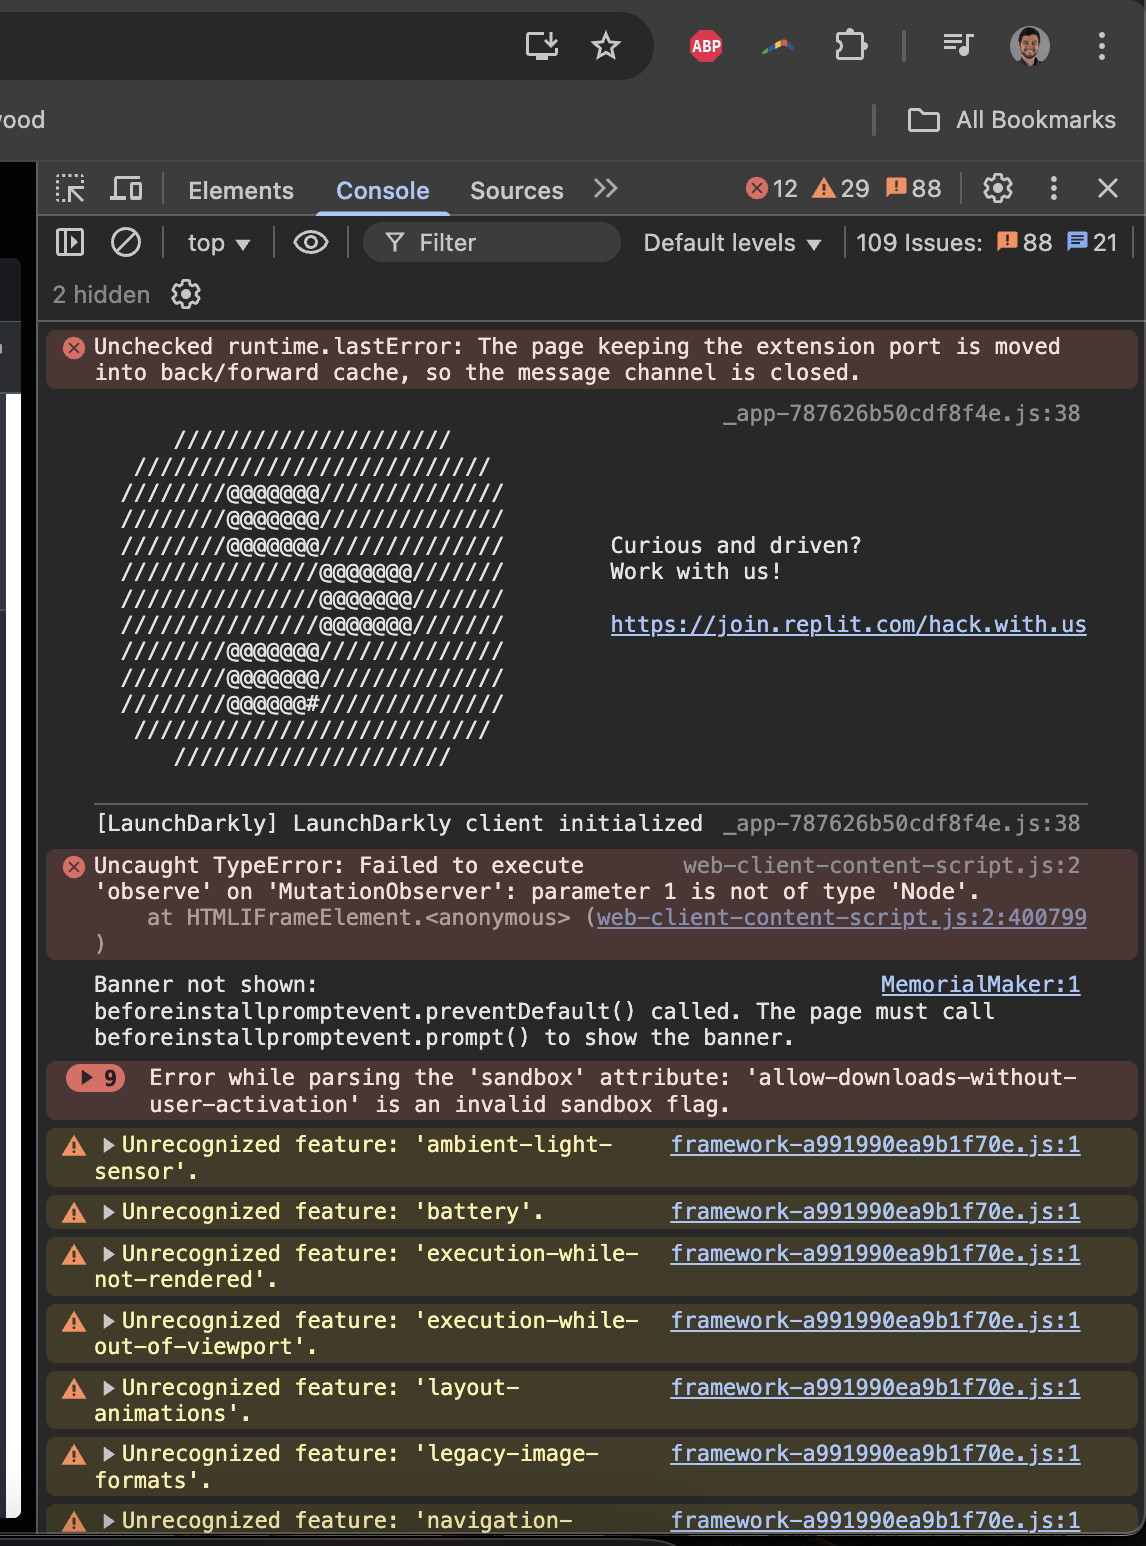 ABP
ood
All Bookmarks
Elements Console Sources 12 29 88
top Filter Default levels 109 Issues: 88 21
2 hidden
Unchecked runtime.lastError: The page keeping the extension port is moved
into back/forward cache, so the message channel is closed.
_app-787626b50cdf8f4e.js:38
/////////////////////
///////////////////////////
////////@@@@@@@//////////////
////////@@@@@@@//////////////
////////@@@@@@@////////////// Curious and driven?
///////////////@@@@@@@/////// Work with us!
///////////////@@@@@@@///////
///////////////@@@@@@@/////// https://join.replit.com/hack.with.us
////////@@@@@@@//////////////
////////@@@@@@@//////////////
////////@@@@@@#//////////////
///////////////////////////
/////////////////////
[LaunchDarkly] LaunchDarkly client initialized _app-787626b50cdf8f4e.js:38
Uncaught TypeError: Failed to execute web-client-content-script.js:2
'observe' on 'MutationObserver': parameter 1 is not of type 'Node'.
at HTMLIFrameElement.<anonymous> (web-client-content-script.js:2:400799
)
Banner not shown: MemorialMaker:1
beforeinstallpromptevent.preventDefault() called. The page must call
beforeinstallpromptevent.prompt() to show the banner.
9 Error while parsing the 'sandbox' attribute: 'allow-downloads-without-
user-activation' is an invalid sandbox flag.
Unrecognized feature: 'ambient-light- framework-a991990ea9b1f70e.js:1
sensor'.
Unrecognized feature: 'battery'. framework-a991990ea9b1f70e.js:1
Unrecognized feature: 'execution-while- framework-a991990ea9b1f70e.js:1
not-rendered'.
Unrecognized feature: 'execution-while- framework-a991990ea9b1f70e.js:1
out-of-viewport'.
Unrecognized feature: 'layout- framework-a991990ea9b1f70e.js:1
animations'.
Unrecognized feature: 'legacy-image- framework-a991990ea9b1f70e.js:1
formats'.
Unrecognized feature: 'navigation- framework-a991990ea9b1f70e.js:1